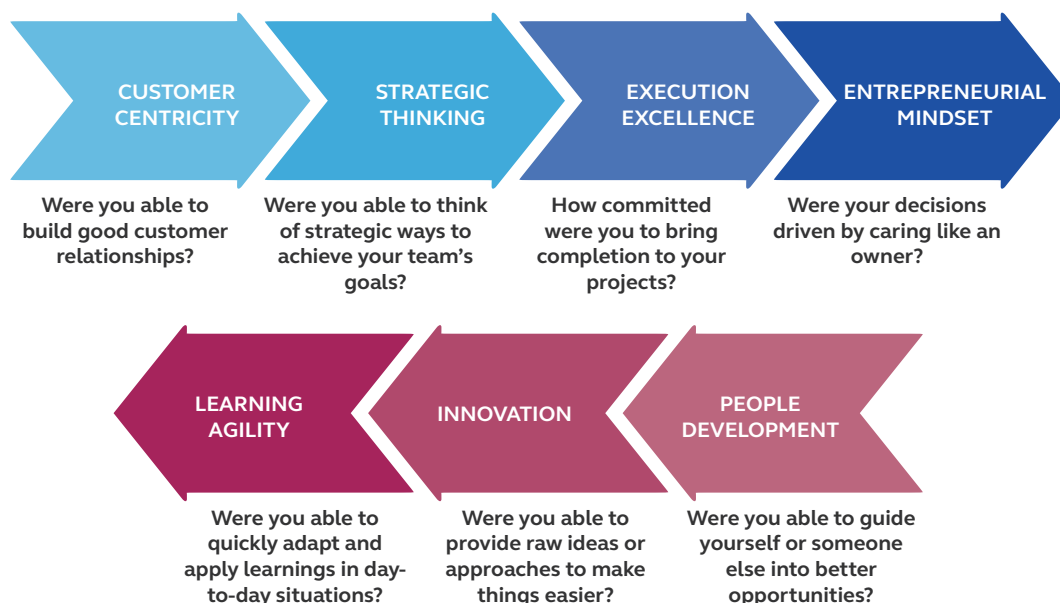 CUSTOMER
CENTRICITY
STRATEGIC
THINKING
EXECUTION
EXCELLENCE
ENTREPRENEURIAL
MINDSET
Were you able to
build good customer
relationships?
Were you able to think
of strategic ways to
achieve your team's
goals?
How committed
were you to bring
completion to your
projects?
Were your decisions
driven by caring like an
owner?
LEARNING
AGILITY
INNOVATION
PEOPLE
DEVELOPMENT
Were you able to
quickly adapt and
apply learnings in day-
to-day situations?
Were you able to
provide raw ideas or
approaches to make
things easier?
Were you able to guide
yourself or someone
else into better
opportunities?